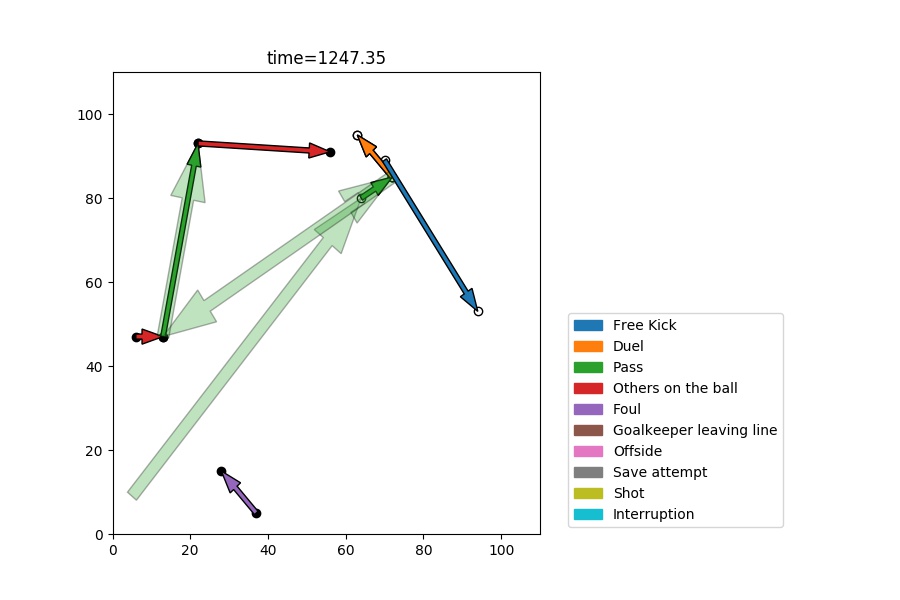 time=1247.35
100
80
60
40
20
0
0 20 40 60 80 100
Free Kick
Duel
Pass
Others on the ball
Foul
Goalkeeper leaving line
Offside
Save attempt
Shot
Interruption